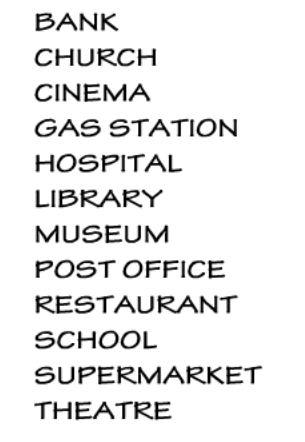 BANK
CHURCH
CINEMA
GAS STATION
HOSPITAL
LIBRARY
MUSEUM
POST OFFICE
RESTAURANT
SCHOOL
SUPERMARKET
THEATRE